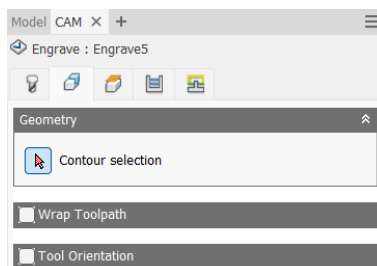 Model CAM × +
Engrave : Engrave5
Geometry
Contour selection
Wrap Toolpath
Tool Orientation